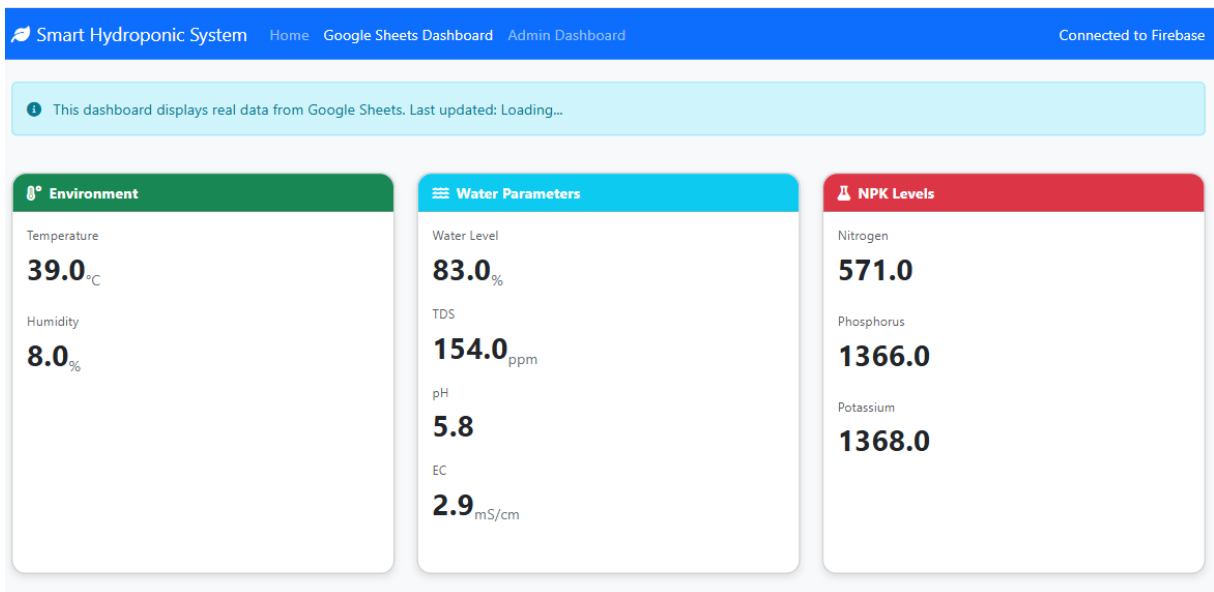 Smart Hydroponic System Home Google Sheets Dashboard Admin Dashboard Connected to Firebase
This dashboard displays real data from Google Sheets. Last updated: Loading...
Environment
Temperature
39.0°C
Humidity
8.0%
Water Parameters
Water Level
83.0%
TDS
154.0ppm
pH
5.8
EC
2.9mS/cm
NPK Levels
Nitrogen
571.0
Phosphorus
1366.0
Potassium
1368.0